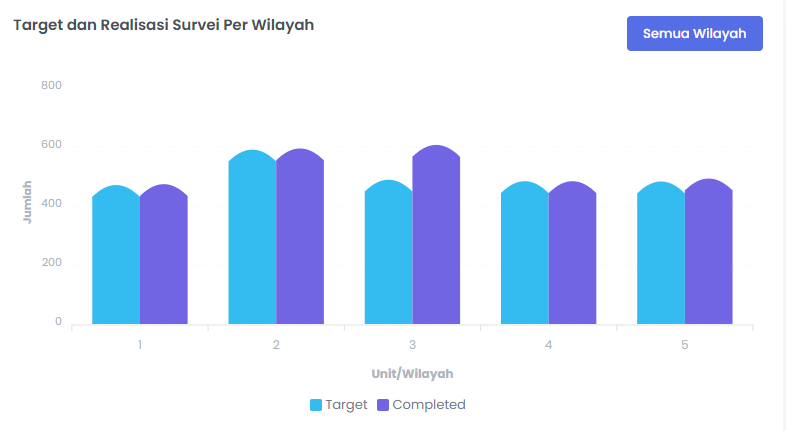 Target dan Realisasi Survei Per Wilayah
Semua Wilayah
800
600
400
200
0
Jumlah
1 2 3 4 5
Unit/Wilayah
Target Completed